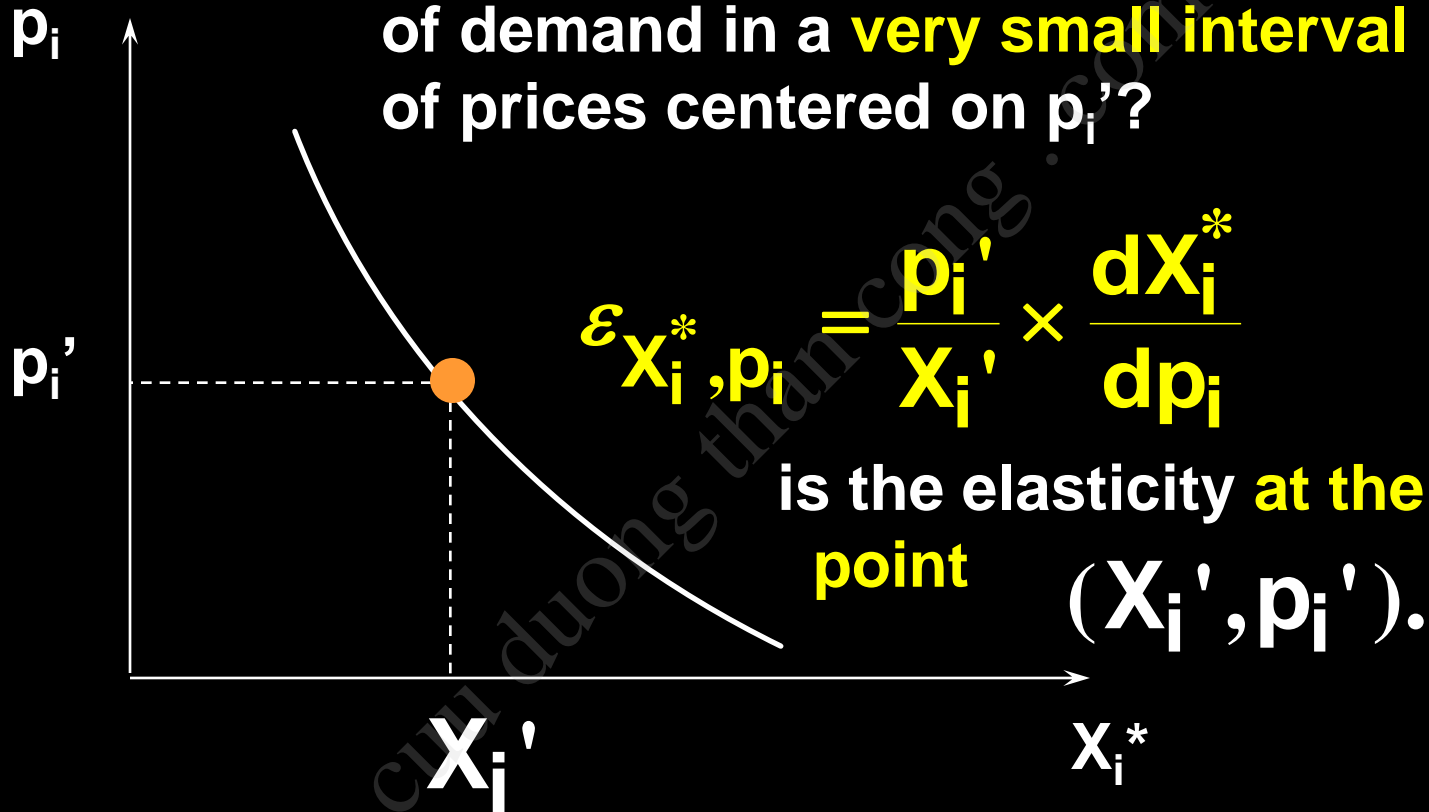 pᵢ
of demand in a very small interval
of prices centered on pᵢ’?
εXᵢ*,pᵢ = pᵢ'/Xᵢ' × dXᵢ*/dpᵢ
pᵢ’
is the elasticity at the
point (Xᵢ',pᵢ').
Xᵢ'
Xᵢ*
cuu duong than cong . com